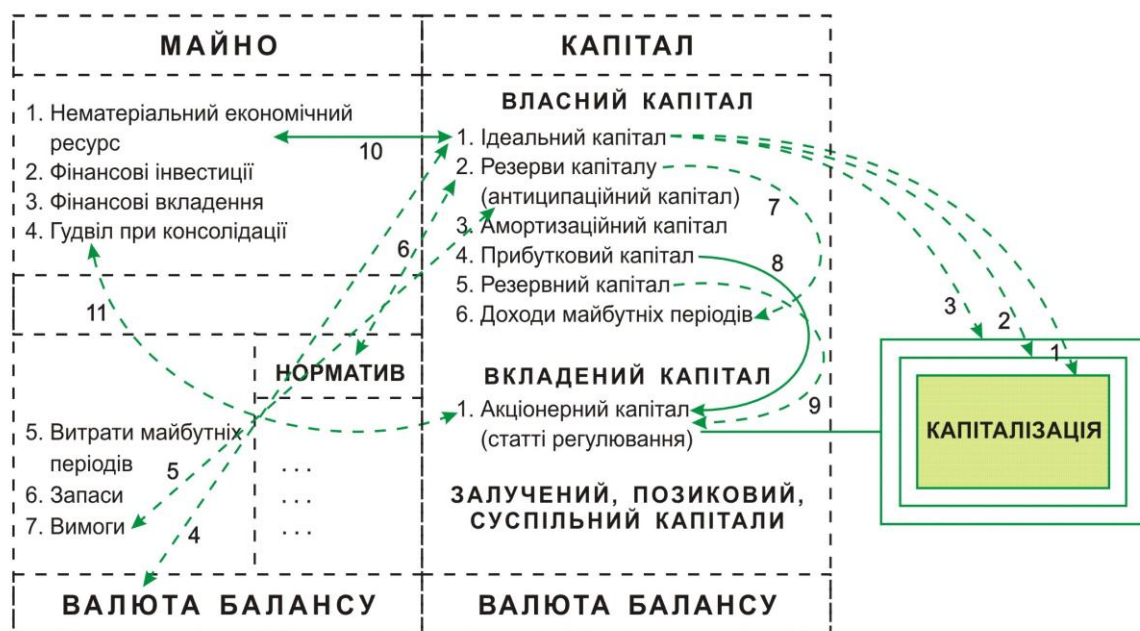 МАЙНО
КАПІТАЛ
1. Нематеріальний економічний
ресурс
2. Фінансові інвестиції
3. Фінансові вкладення
4. Гудвіл при консолідації
10
11
6
НОРМАТИВ
5. Витрати майбутніх
періодів
6. Запаси
7. Вимоги
5
4
...
...
...
ВЛАСНИЙ КАПІТАЛ
1. Ідеальний капітал
2. Резерви капіталу
(антиципаційний капітал)
3. Амортизаційний капітал
4. Прибутковий капітал
5. Резервний капітал
6. Доходи майбутніх періодів
7
8
ВКЛАДЕНИЙ КАПІТАЛ
1. Акціонерний капітал
(статті регулювання)
9
ЗАЛУЧЕНИЙ, ПОЗИКОВИЙ,
СУСПІЛЬНИЙ КАПІТАЛИ
3
2
1
КАПІТАЛІЗАЦІЯ
ВАЛЮТА БАЛАНСУ
ВАЛЮТА БАЛАНСУ